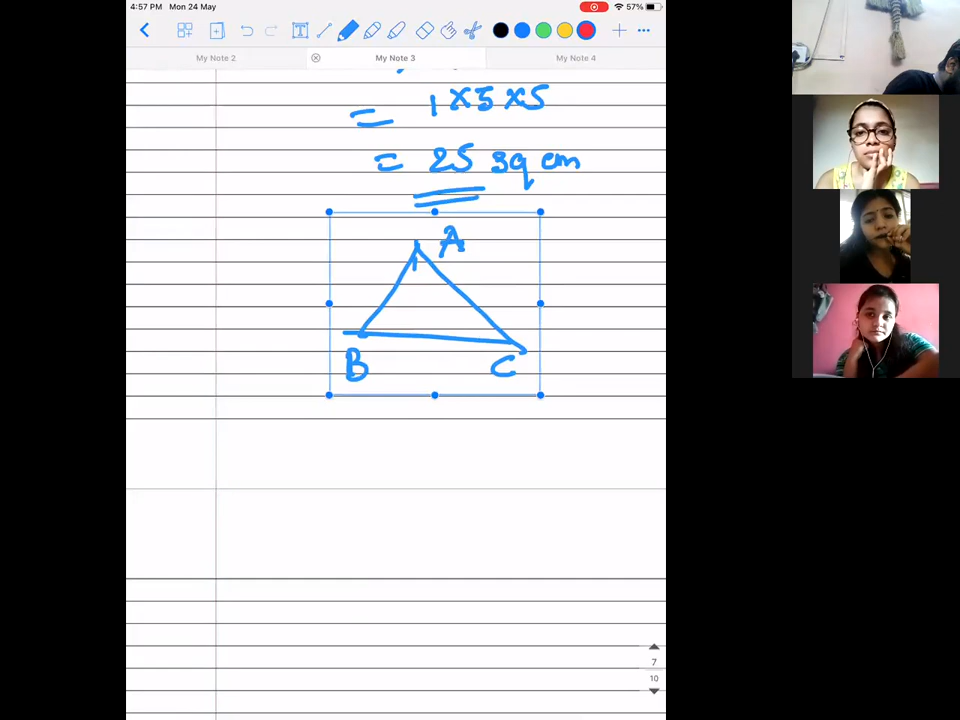 4:57 PM Mon 24 May
57%
My Note 2
My Note 3
My Note 4
= 1 × 5 × 5
= 25 sq cm
A
B
C
7
10